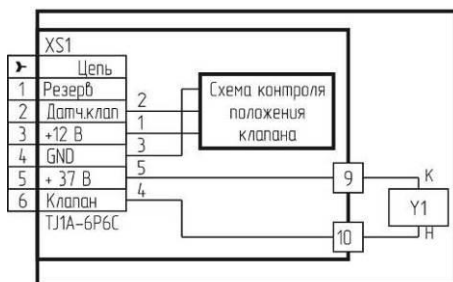 XS1
Цепь
1 Резерв
2 Датч.клап 2
3 +12 В 1
4 GND 3
5 + 37 В 5
6 Клапан 4
TJ1A-6P6C
Схема контроля
положения
клапана
9
К
Y1
Н
10